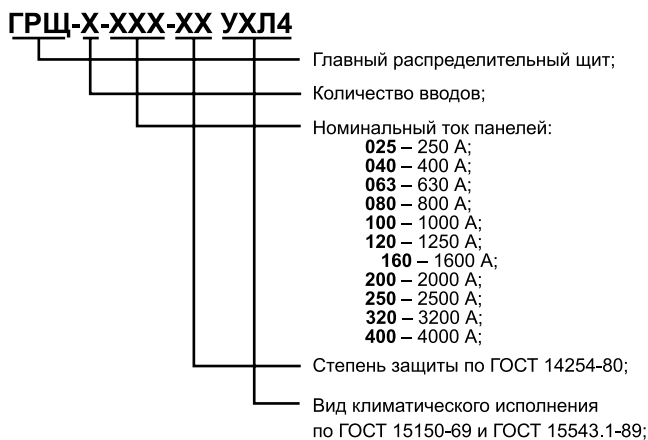 ГРЩ-Х-ХХХ-ХХ УХЛ4
Главный распределительный щит;
Количество вводов;
Номинальный ток панелей:
025 – 250 А;
040 – 400 А;
063 – 630 А;
080 – 800 А;
100 – 1000 А;
120 – 1250 А;
160 – 1600 А;
200 – 2000 А;
250 – 2500 А;
320 – 3200 А;
400 – 4000 А;
Степень защиты по ГОСТ 14254-80;
Вид климатического исполнения
по ГОСТ 15150-69 и ГОСТ 15543.1-89;